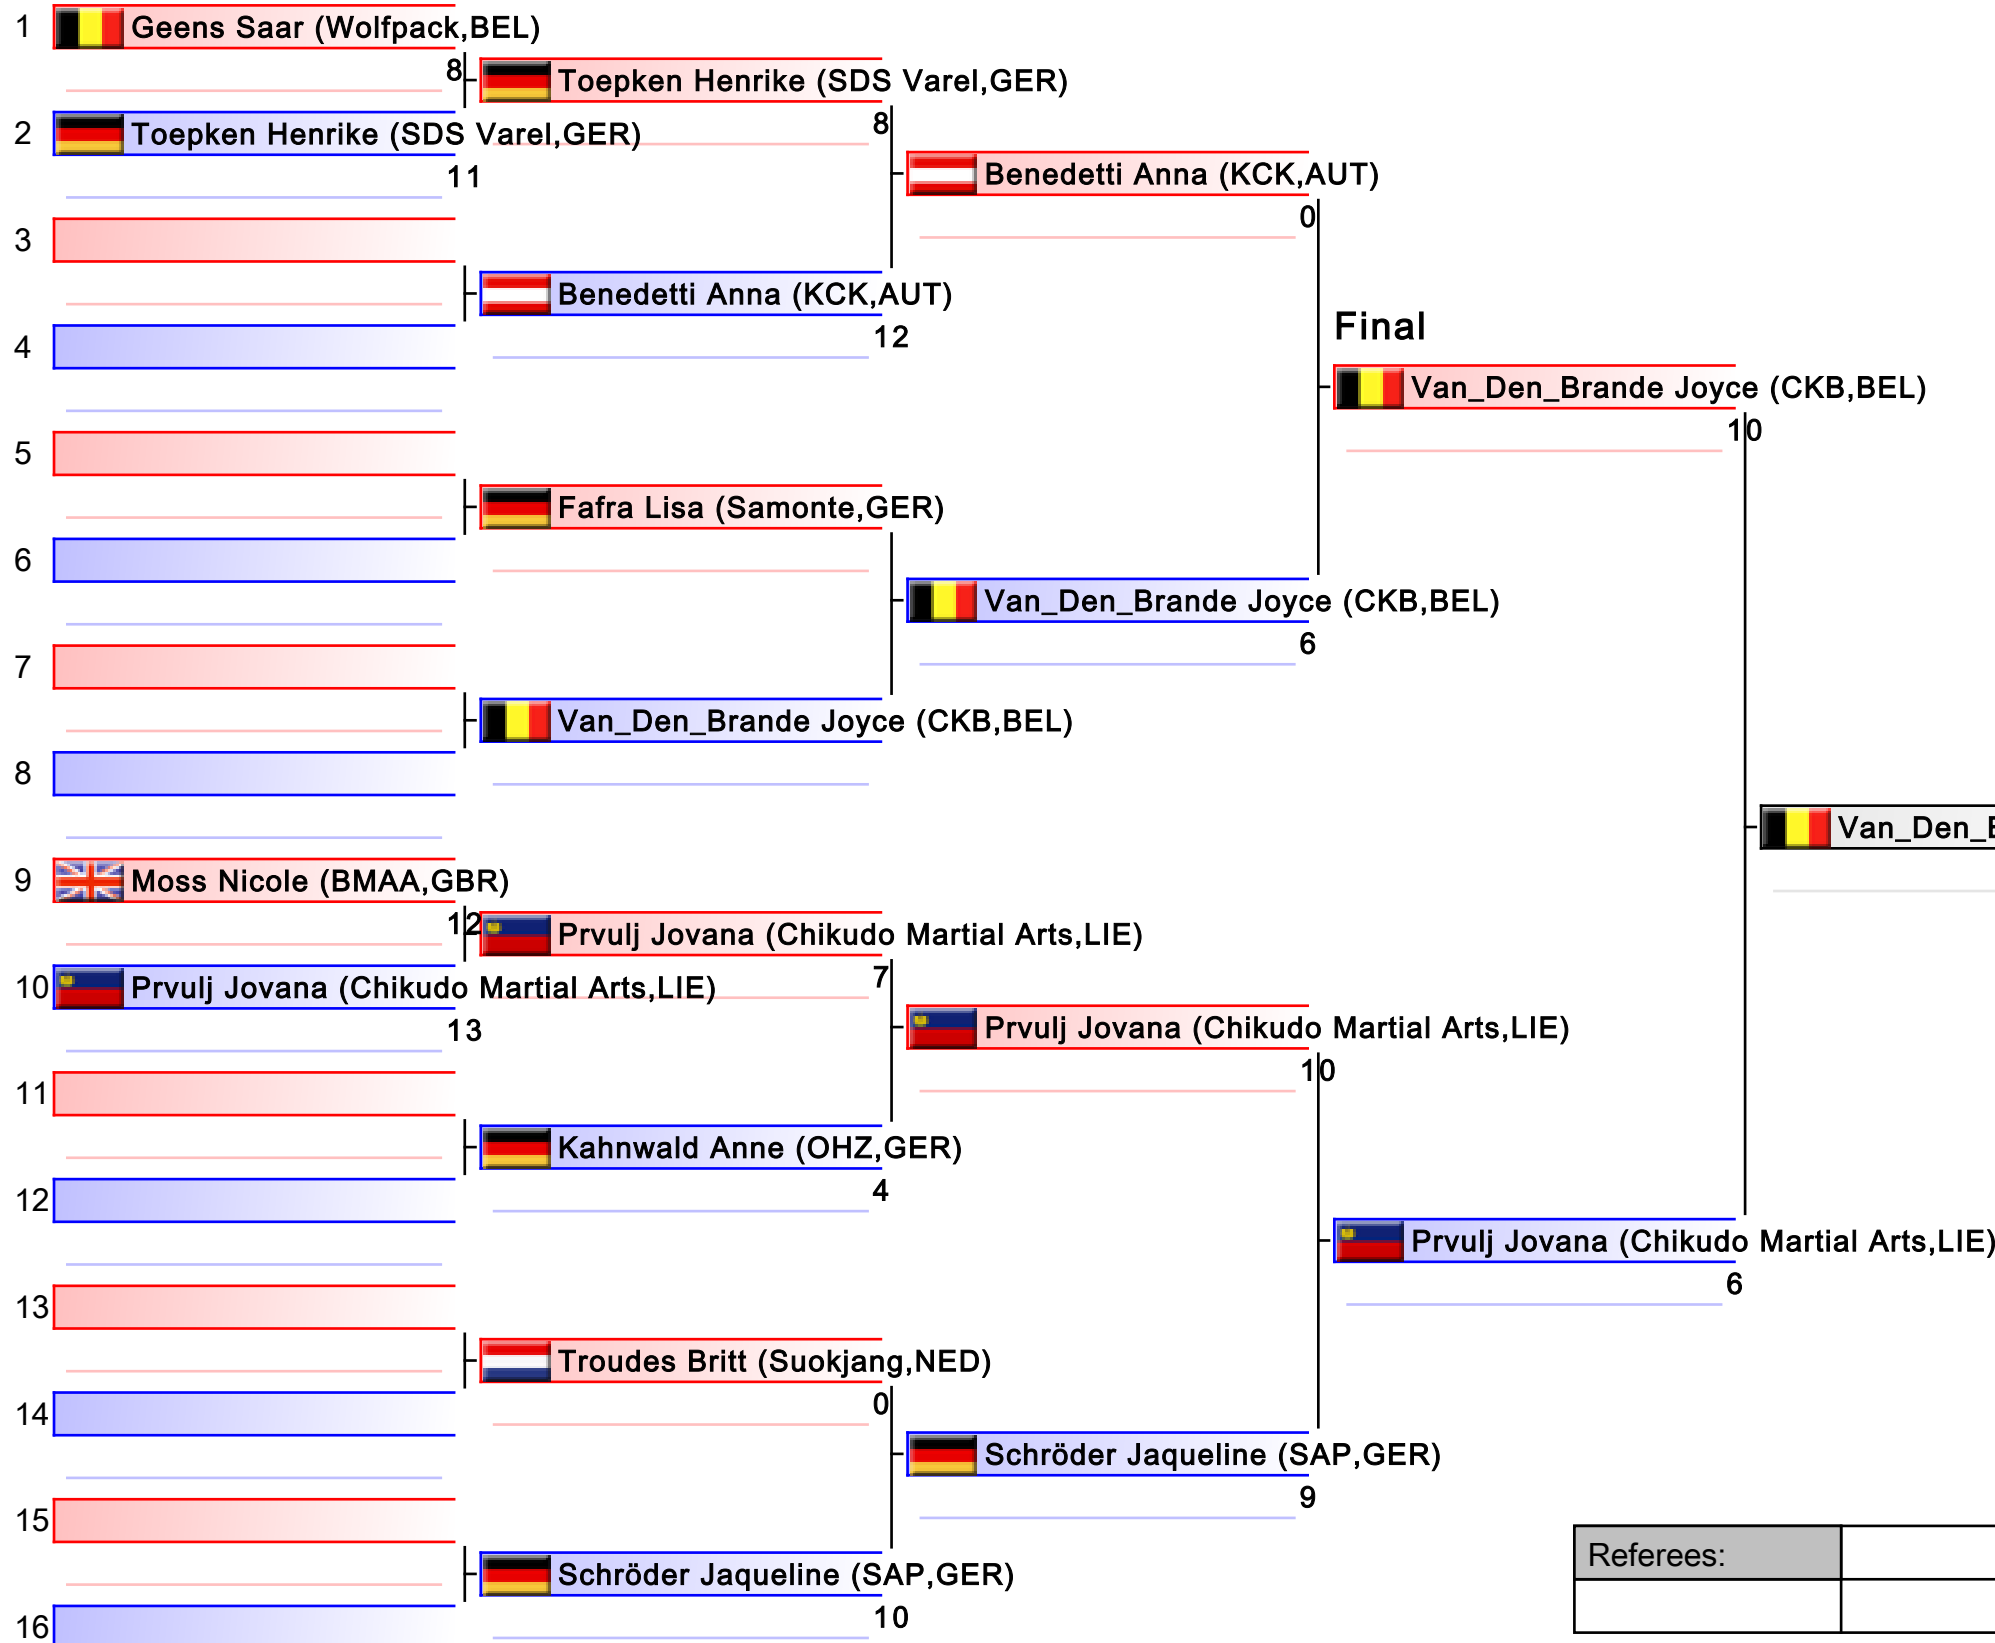 1 Geens Saar (Wolfpack,BEL)
8 Toepken Henrike (SDS Varel,GER)
2 Toepken Henrike (SDS Varel,GER)
8
11
Benedetti Anna (KCK,AUT)
0
3
Benedetti Anna (KCK,AUT)
12
4
Final
Van_Den_Brande Joyce (CKB,BEL)
10
5
Fafra Lisa (Samonte,GER)
6
Van_Den_Brande Joyce (CKB,BEL)
6
7
Van_Den_Brande Joyce (CKB,BEL)
8
Van_Den_
9 Moss Nicole (BMAA,GBR)
12 Prvulj Jovana (Chikudo Martial Arts,LIE)
7
10 Prvulj Jovana (Chikudo Martial Arts,LIE)
13
Prvulj Jovana (Chikudo Martial Arts,LIE)
10
11
Kahnwald Anne (OHZ,GER)
4
12
Prvulj Jovana (Chikudo Martial Arts,LIE)
6
13
Troudes Britt (Suokjang,NED)
0
14
Schröder Jaqueline (SAP,GER)
9
15
Schröder Jaqueline (SAP,GER)
10
16
Referees: